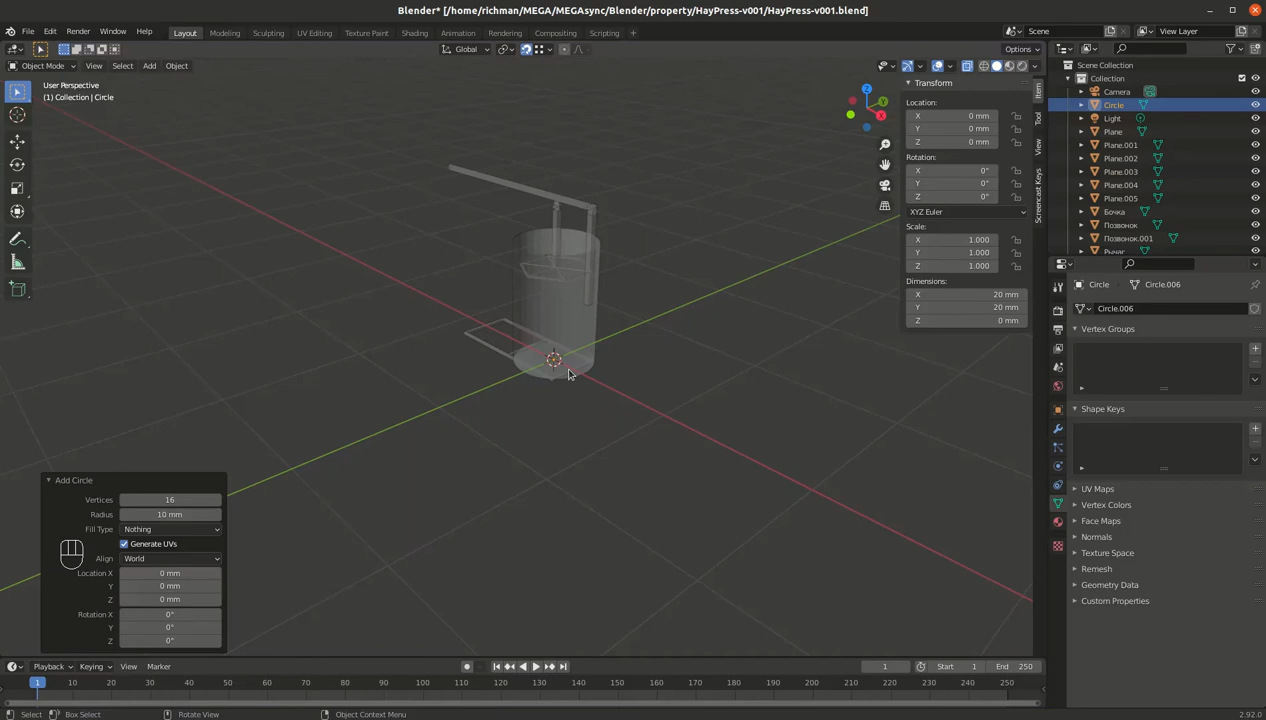 Blender* [/home/richman/MEGA/MEGAsync/Blender/property/HayPress-v001/HayPress-v001.blend]
File Edit Render Window Help Layout Modeling Sculpting UV Editing Texture Paint Shading Animation Rendering Compositing Scripting + Scene View Layer
Global Options
Object Mode View Select Add Object
User Perspective
(1) Collection | Circle
Z
Y
X
Transform
Location:
X 0 mm
Y 0 mm
Z 0 mm
Rotation:
X 0°
Y 0°
Z 0°
XYZ Euler
Scale:
X 1.000
Y 1.000
Z 1.000
Dimensions:
X 20 mm
Y 20 mm
Z 0 mm
Item
Tool
View
Screencast Keys
Scene Collection
Collection
Camera
Circle
Light
Plane
Plane.001
Plane.002
Plane.003
Plane.004
Plane.005
Бочка
Позвонок
Позвонок.001
Рычаг
Circle Circle.006
Circle.006
Vertex Groups
Shape Keys
UV Maps
Vertex Colors
Face Maps
Normals
Texture Space
Remesh
Geometry Data
Custom Properties
Add Circle
Vertices 16
Radius 10 mm
Fill Type Nothing
Generate UVs
Align World
Location X 0 mm
Y 0 mm
Z 0 mm
Rotation X 0°
Y 0°
Z 0°
Playback Keying View Marker 1 Start 1 End 250
1 10 20 30 40 50 60 70 80 90 100 110 120 130 140 150 160 170 180 190 200 210 220 230 240 250
Select Box Select Rotate View Object Context Menu 2.92.0